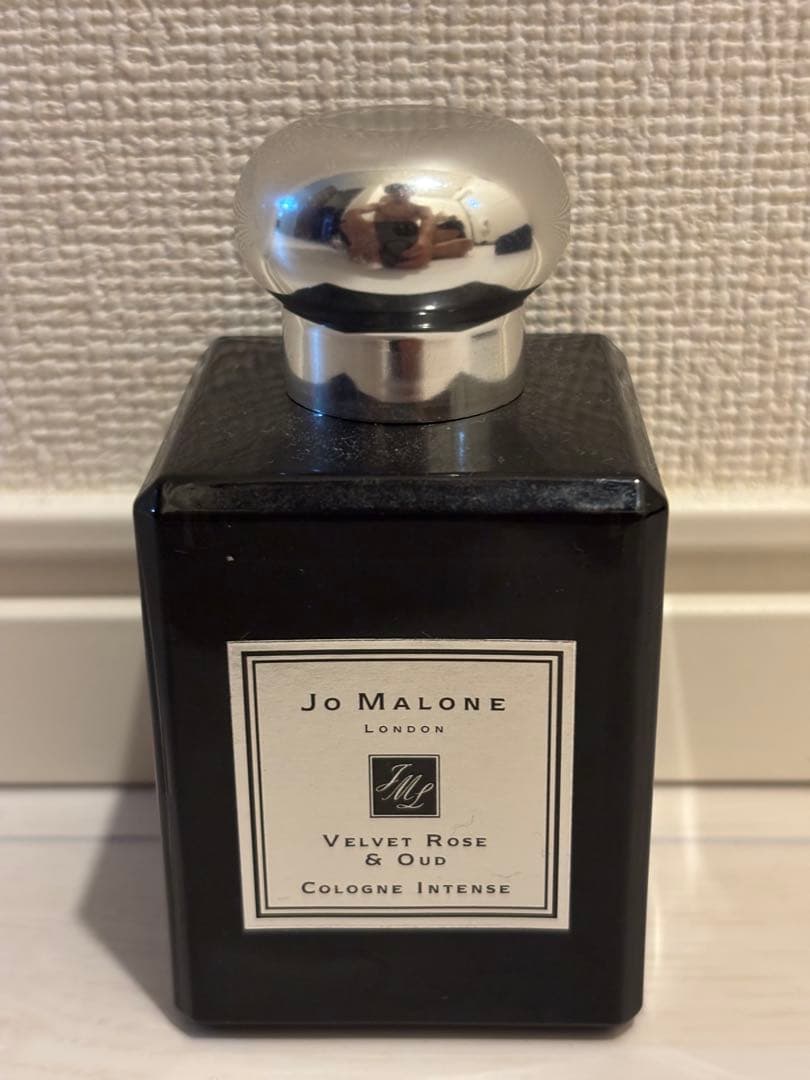 Jo Malone
London
JML
Velvet Rose
& Oud
Cologne Intense